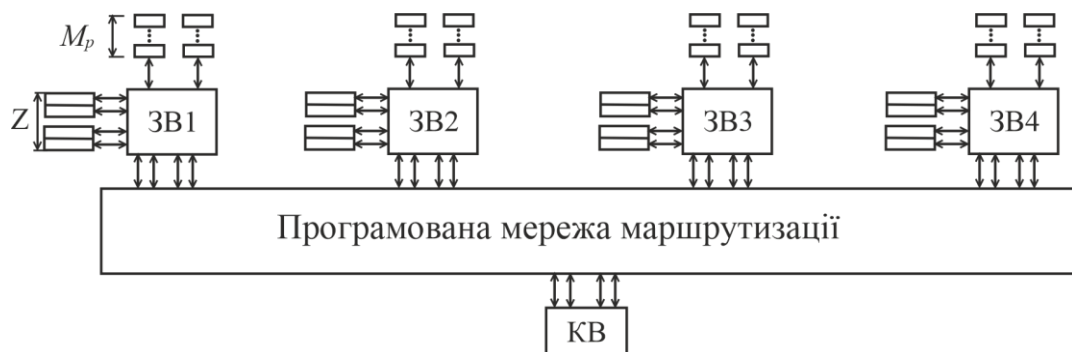 Mp
Z
ЗВ1
ЗВ2
ЗВ3
ЗВ4
Програмована мережа маршрутизації
КВ